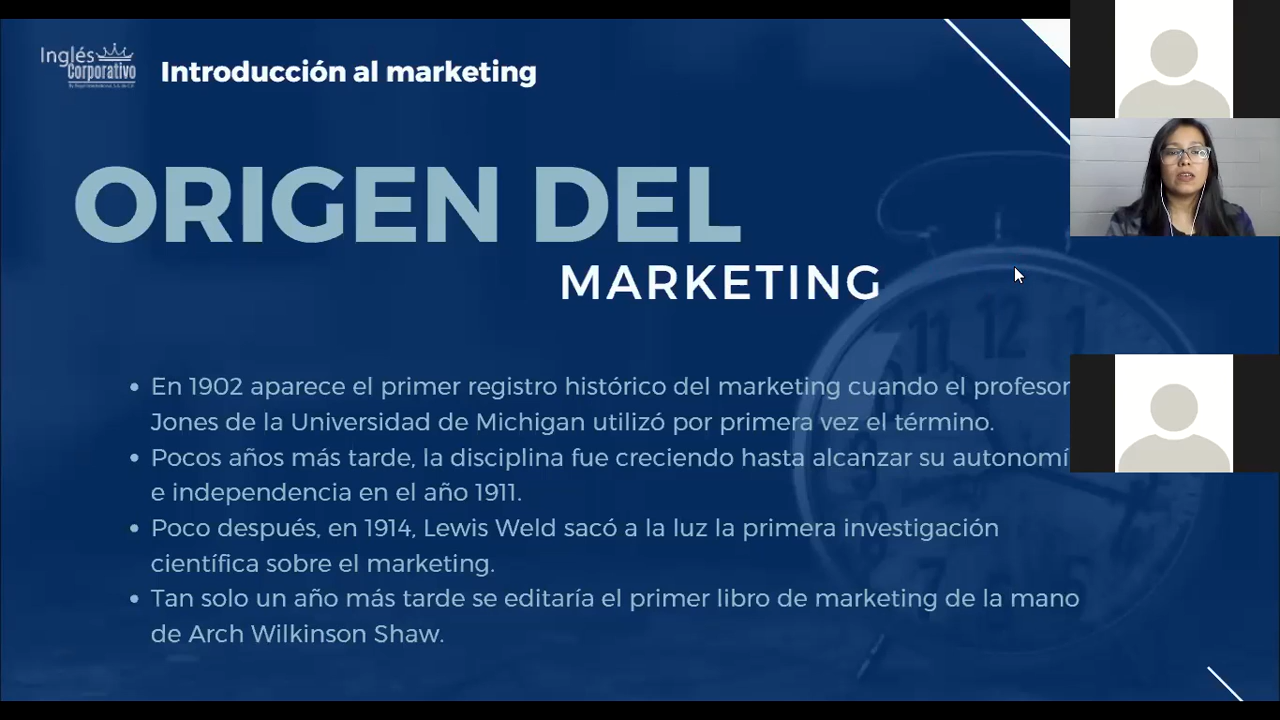 Inglés
Corporativo
Introducción al marketing
ORIGEN DEL
MARKETING
• En 1902 aparece el primer registro histórico del marketing cuando el profesor
Jones de la Universidad de Michigan utilizó por primera vez el término.
• Pocos años más tarde, la disciplina fue creciendo hasta alcanzar su autonomí
e independencia en el año 1911.
• Poco después, en 1914, Lewis Weld sacó a la luz la primera investigación
científica sobre el marketing.
• Tan solo un año más tarde se editaría el primer libro de marketing de la mano
de Arch Wilkinson Shaw.